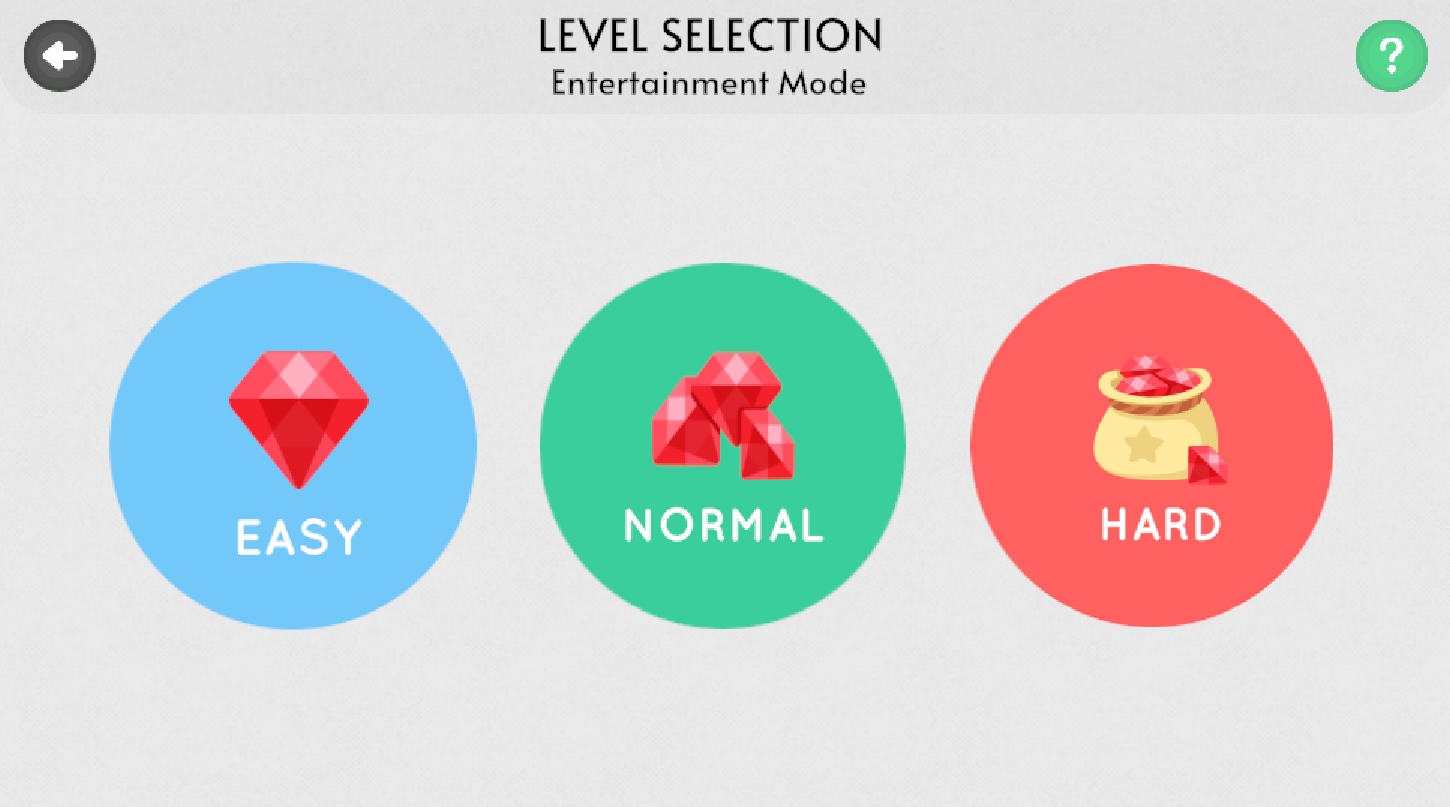 LEVEL SELECTION
Entertainment Mode
?
EASY
NORMAL
HARD